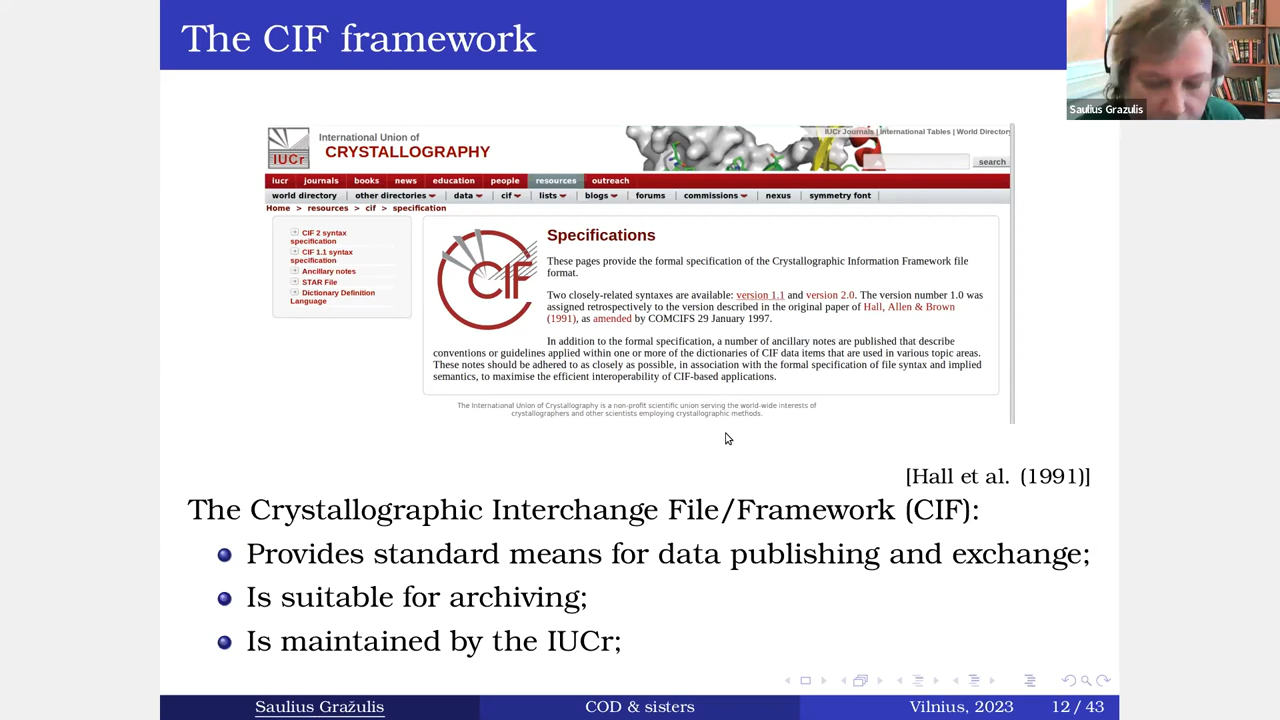 The CIF framework
Saulius Grazulis
International Union of
CRYSTALLOGRAPHY
IUCr
IUCr Journals | International Tables | World Directory
search
iucr journals books news education people resources outreach
world directory other directories data cif lists blogs forums commissions nexus symmetry font
Home > resources > cif > specification
CIF 2 syntax
specification
CIF 1.1 syntax
specification
Ancillary notes
STAR File
Dictionary Definition
Language
CIF
Specifications
These pages provide the formal specification of the Crystallographic Information Framework file
format.
Two closely-related syntaxes are available: version 1.1 and version 2.0. The version number 1.0 was
assigned retrospectively to the version described in the original paper of Hall, Allen & Brown
(1991), as amended by COMCIFS 29 January 1997.
In addition to the formal specification, a number of ancillary notes are published that describe
conventions or guidelines applied within one or more of the dictionaries of CIF data items that are used in various topic areas.
These notes should be adhered to as closely as possible, in association with the formal specification of file syntax and implied
semantics, to maximise the efficient interoperability of CIF-based applications.
The International Union of Crystallography is a non-profit scientific union serving the world-wide interests of
crystallographers and other scientists employing crystallographic methods.
[Hall et al. (1991)]
The Crystallographic Interchange File/Framework (CIF):
Provides standard means for data publishing and exchange;
Is suitable for archiving;
Is maintained by the IUCr;
Saulius Gražulis COD & sisters Vilnius, 2023 12 / 43